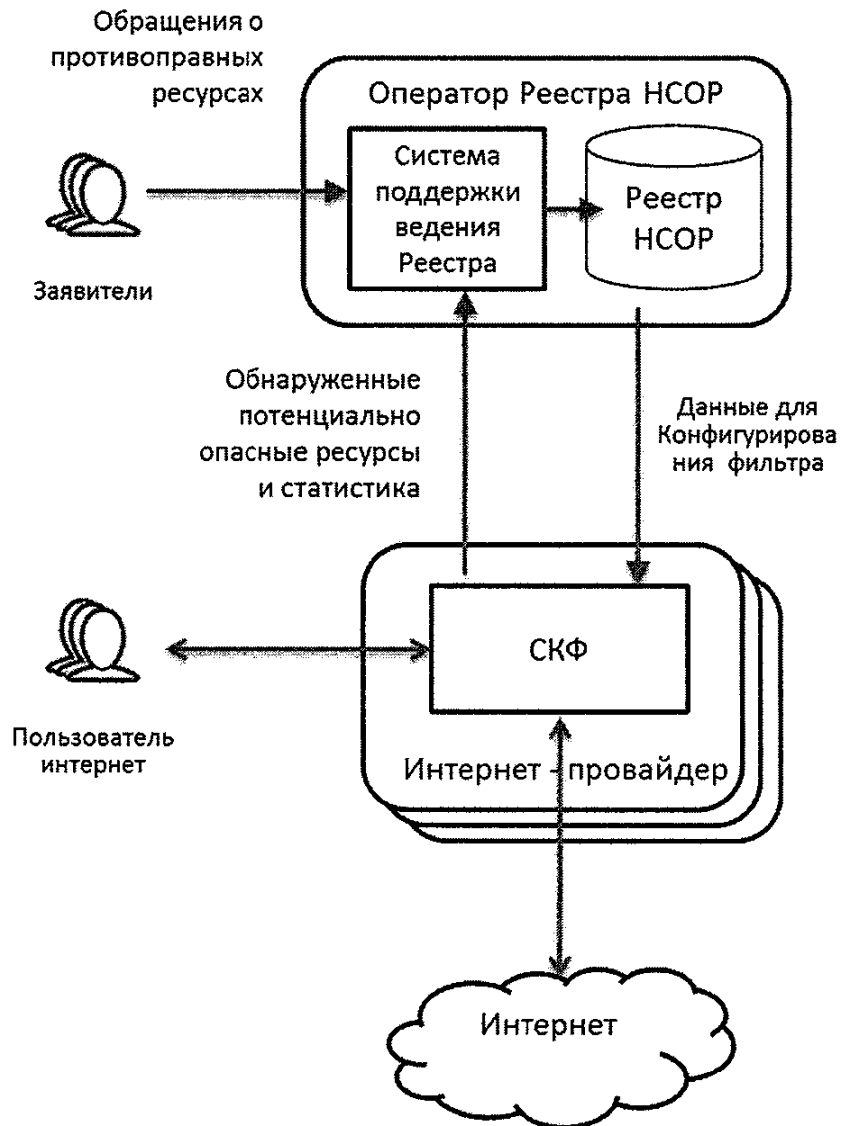 Обращения о
противоправных
ресурсах
Оператор Реестра НСОР
Система
поддержки
ведения
Реестра
Реестр
НСОР
Заявители
Обнаруженные
потенциально
опасные ресурсы
и статистика
Данные для
Конфигурирова
ния фильтра
СКФ
Пользователь
интернет
Интернет - провайдер
Интернет